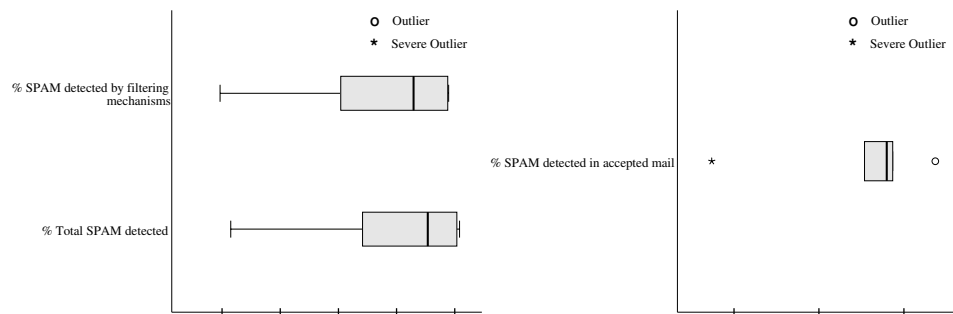 o Outlier
* Severe Outlier
% SPAM detected by filtering
mechanisms
% Total SPAM detected
o Outlier
* Severe Outlier
% SPAM detected in accepted mail